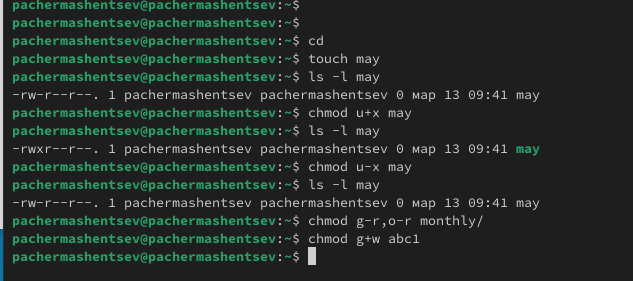 pachermashentsev@pachermashentsev:~$
pachermashentsev@pachermashentsev:~$
pachermashentsev@pachermashentsev:~$ cd
pachermashentsev@pachermashentsev:~$ touch may
pachermashentsev@pachermashentsev:~$ ls -l may
-rw-r--r--. 1 pachermashentsev pachermashentsev 0 мар 13 09:41 may
pachermashentsev@pachermashentsev:~$ chmod u+x may
pachermashentsev@pachermashentsev:~$ ls -l may
-rwxr--r--. 1 pachermashentsev pachermashentsev 0 мар 13 09:41 may
pachermashentsev@pachermashentsev:~$ chmod u-x may
pachermashentsev@pachermashentsev:~$ ls -l may
-rw-r--r--. 1 pachermashentsev pachermashentsev 0 мар 13 09:41 may
pachermashentsev@pachermashentsev:~$ chmod g-r,o-r monthly/
pachermashentsev@pachermashentsev:~$ chmod g+w abc1
pachermashentsev@pachermashentsev:~$